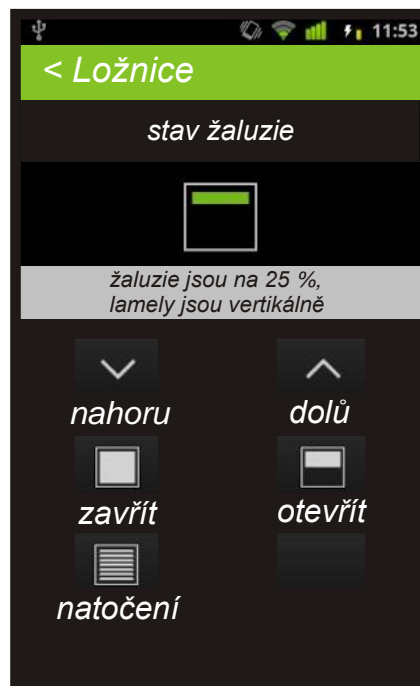 11:53
< Ložnice
stav žaluzie
žaluzie jsou na 25 %,
lamely jsou vertikálně
nahoru
dolů
zavřít
otevřít
natočení